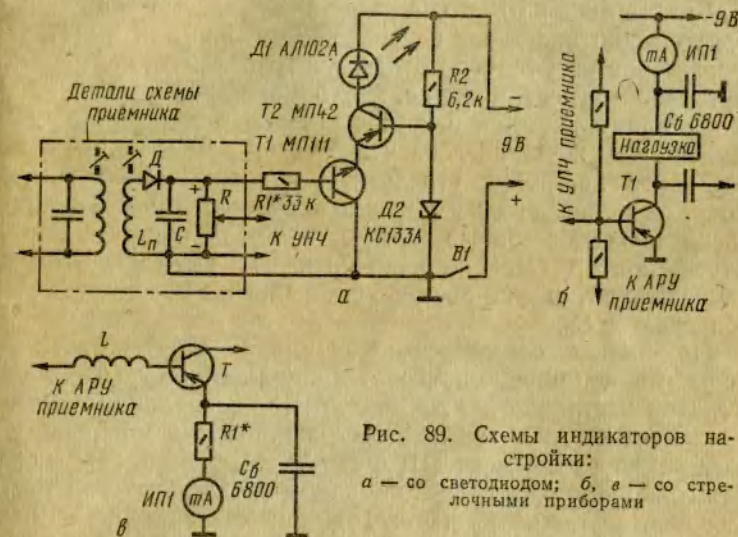 Детали схемы
приемника
Д1 АЛ102А
Т2 МП42
Т1 МП111
R2
6,2к
9В
−
+
Д
+
R
−
С
Lп
R1* 33к
К УНЧ
Д2
КС133А
В1
а
-9В
mA ИП1
К УПЧ приемника
Сб 6800
Нагрузка
Т1
К АРУ
приемника
б
L
Т
К АРУ
приемника
R1*
Сб
6800
ИП1 mA
в
Рис. 89. Схемы индикаторов на-
стройки:
а — со светодиодом; б, в — со стре-
лочными приборами